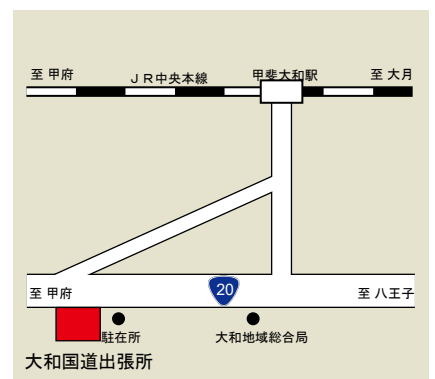 至 甲府
ＪＲ中央本線
甲斐大和駅
至 大月
20
至 甲府
至 八王子
駐在所
大和地域総合局
大和国道出張所